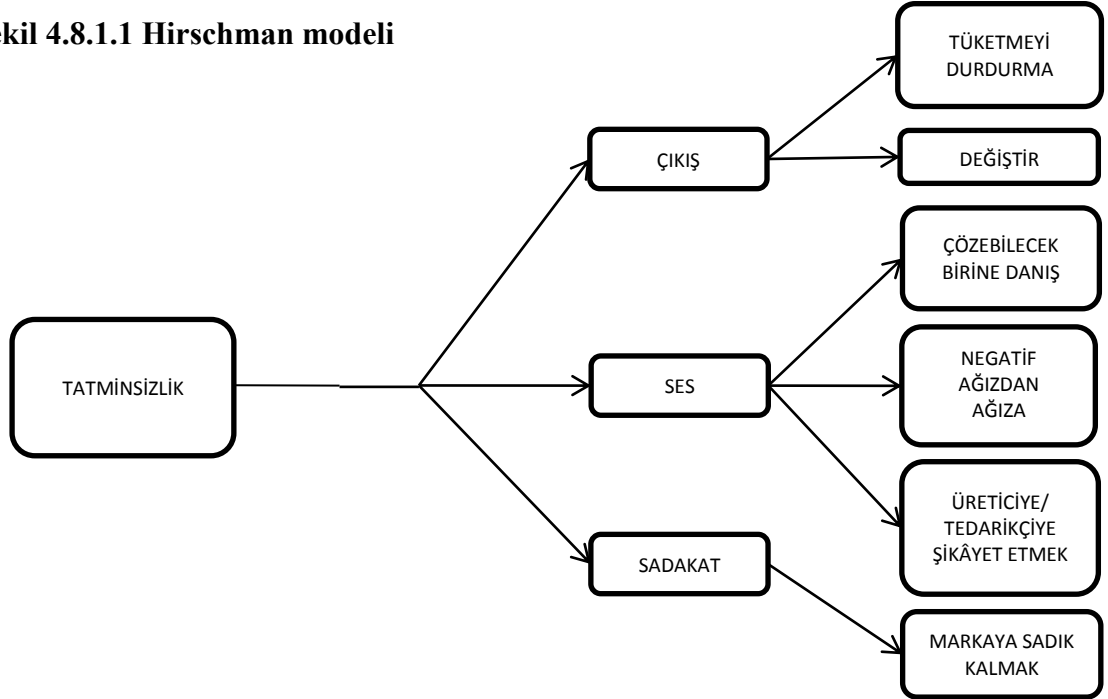 ekil 4.8.1.1 Hirschman modeli
TÜKETMEYİ
DURDURMA
ÇIKIŞ
DEĞİŞTİR
ÇÖZEBİLECEK
BİRİNE DANIŞ
TATMİNSİZLİK
SES
NEGATİF
AĞIZDAN
AĞIZA
ÜRETİCİYE/
TEDARİKÇİYE
ŞİKÂYET ETMEK
SADAKAT
MARKAYA SADIK
KALMAK